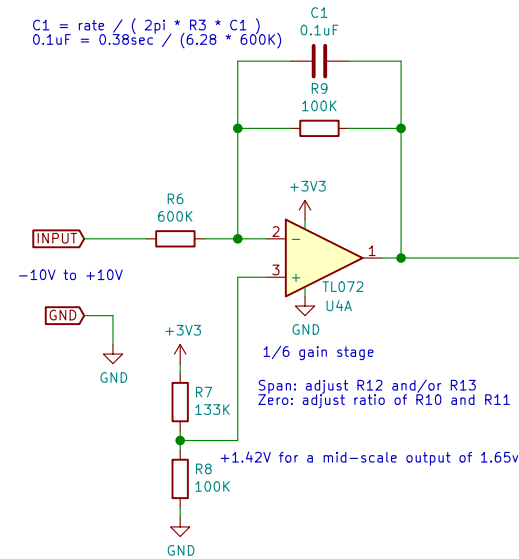 C1 = rate / ( 2pi * R3 * C1 )
0.1uF = 0.38sec / (6.28 * 600K)
C1
0.1uF
R9
100K
R6
600K
+3V3
INPUT
2
-
1
3
+
TL072
U4A
-10V to +10V
GND
GND
GND
+3V3
1/6 gain stage
Span: adjust R12 and/or R13
Zero: adjust ratio of R10 and R11
R7
133K
+1.42V for a mid-scale output of 1.65v
R8
100K
GND